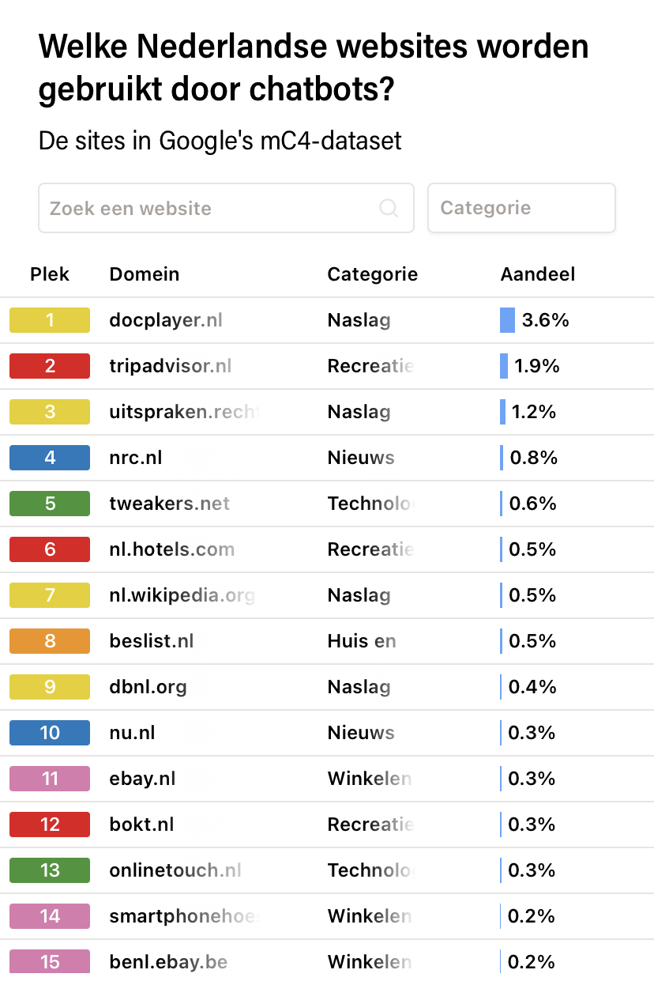 Welke Nederlandse websites worden
gebruikt door chatbots?
De sites in Google's mC4-dataset
Zoek een website Categorie
Plek Domein Categorie Aandeel
1 docplayer.nl Naslag 3.6%
2 tripadvisor.nl Recreatie 1.9%
3 uitspraken.rech Naslag 1.2%
4 nrc.nl Nieuws 0.8%
5 tweakers.net Technolo 0.6%
6 nl.hotels.com Recreatie 0.5%
7 nl.wikipedia.org Naslag 0.5%
8 beslist.nl Huis en 0.5%
9 dbnl.org Naslag 0.4%
10 nu.nl Nieuws 0.3%
11 ebay.nl Winkelen 0.3%
12 bokt.nl Recreatie 0.3%
13 onlinetouch.nl Technolo 0.3%
14 smartphonehoe Winkelen 0.2%
15 benl.ebay.be Winkelen 0.2%